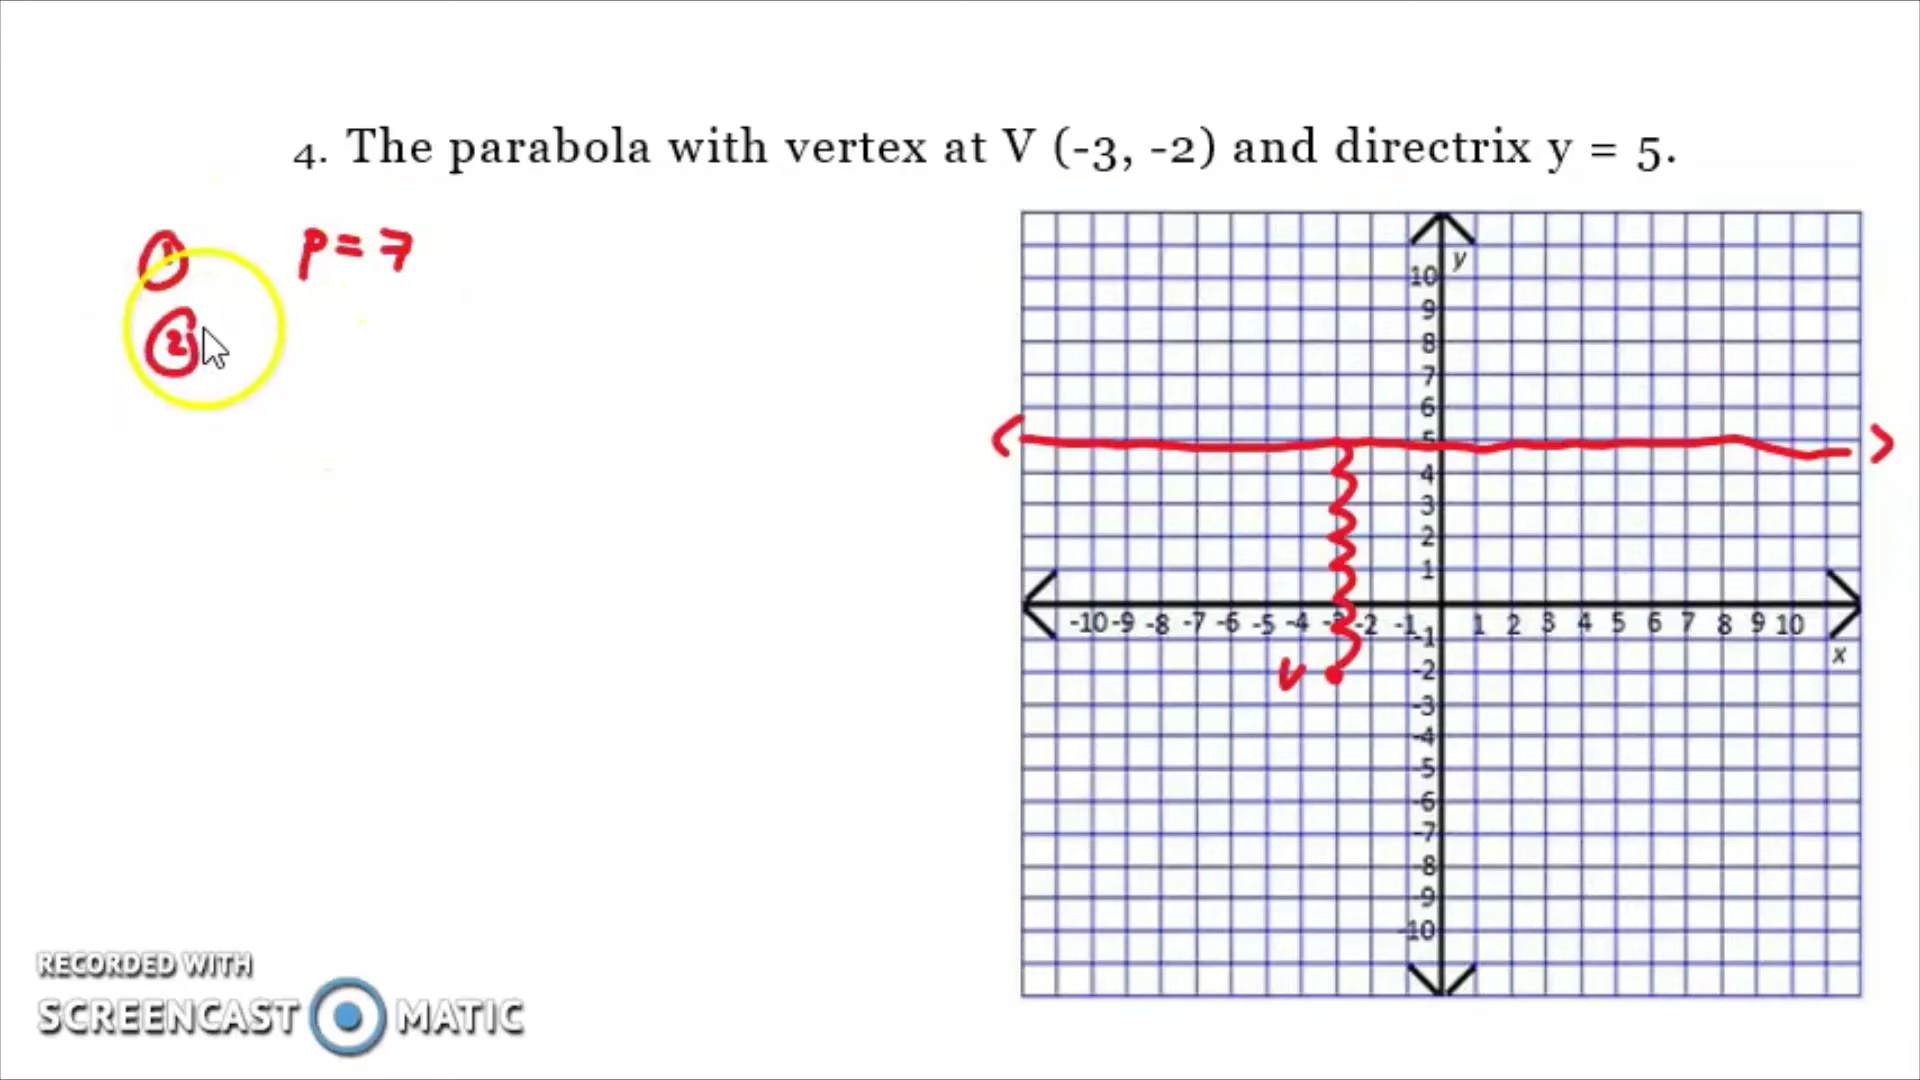 4. The parabola with vertex at V (-3, -2) and directrix y = 5.
1 p = 7
2
y
10
9
8
7
6
5
4
3
2
1
-10 -9 -8 -7 -6 -5 -4 -3 -2 -1 1 2 3 4 5 6 7 8 9 10
x
-1
V -2
-3
-4
-5
-6
-7
-8
-9
-10
RECORDED WITH
SCREENCAST MATIC